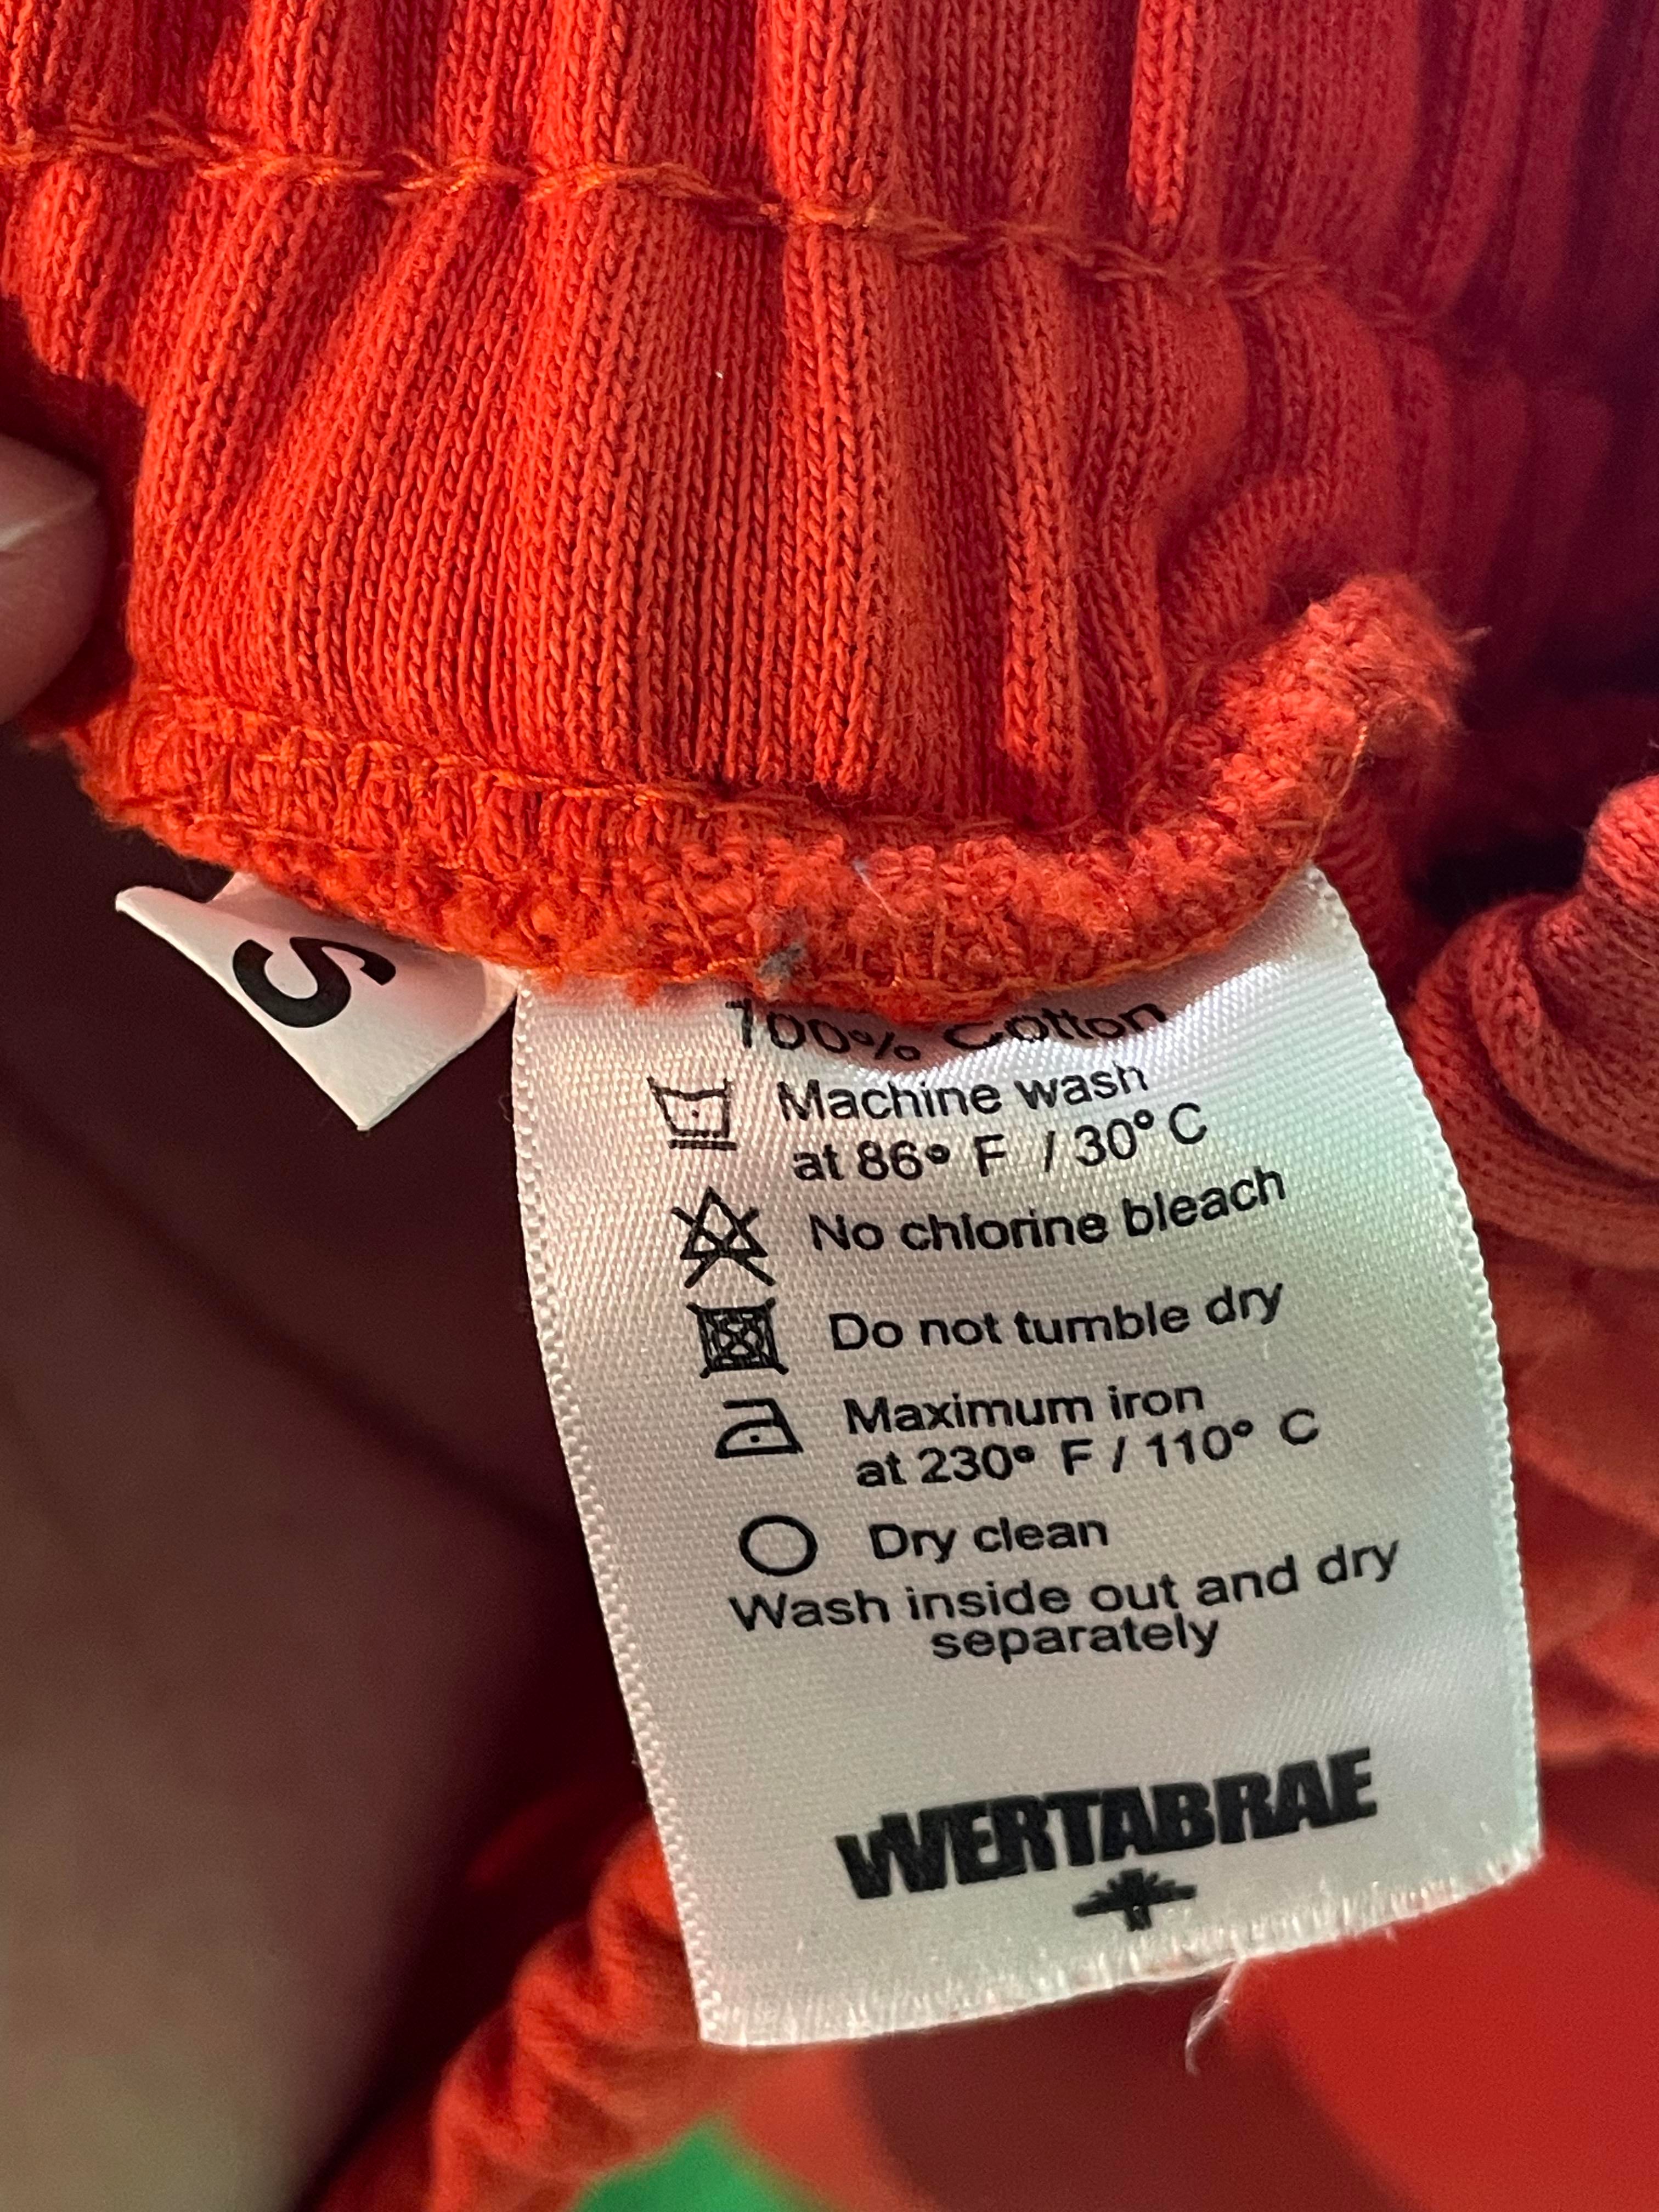 S
100% Cotton
Machine wash
at 86° F / 30° C
No chlorine bleach
Do not tumble dry
Maximum iron
at 230° F / 110° C
Dry clean
Wash inside out and dry
separately
VVERTABRAE